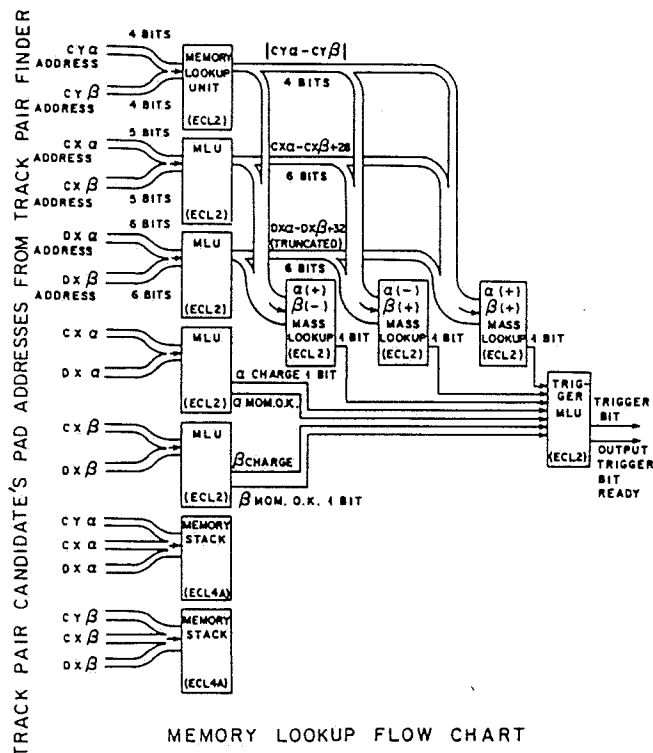 TRACK PAIR CANDIDATE'S PAD ADDRESSES FROM TRACK PAIR FINDER
4 BITS
CYα
ADDRESS
CYβ
ADDRESS
4 BITS
MEMORY
LOOKUP
UNIT
(ECL2)
|CYα-CYβ|
4 BITS
5 BITS
CXα
ADDRESS
CXβ
ADDRESS
5 BITS
MLU
(ECL2)
CXα-CXβ+28
6 BITS
6 BITS
DXα
ADDRESS
DXβ
ADDRESS
6 BITS
MLU
(ECL2)
DXα-DXβ+32
(TRUNCATED)
6 BITS
α(+)
β(-)
MASS
LOOKUP
(ECL2)
1 BIT
α(-)
β(+)
MASS
LOOKUP
(ECL2)
1 BIT
α(+)
β(+)
MASS
LOOKUP
(ECL2)
1 BIT
CXα
DXα
MLU
(ECL2)
α CHARGE 1 BIT
α MOM.O.K.
CXβ
DXβ
MLU
(ECL2)
βCHARGE
β MOM. O.K. 1 BIT
TRIG-
GER
MLU
(ECL2)
TRIGGER
BIT
OUTPUT
TRIGGER
BIT
READY
CYα
CXα
DXα
MEMORY
STACK
(ECL4A)
CYβ
CXβ
DXβ
MEMORY
STACK
(ECL4A)
MEMORY LOOKUP FLOW CHART